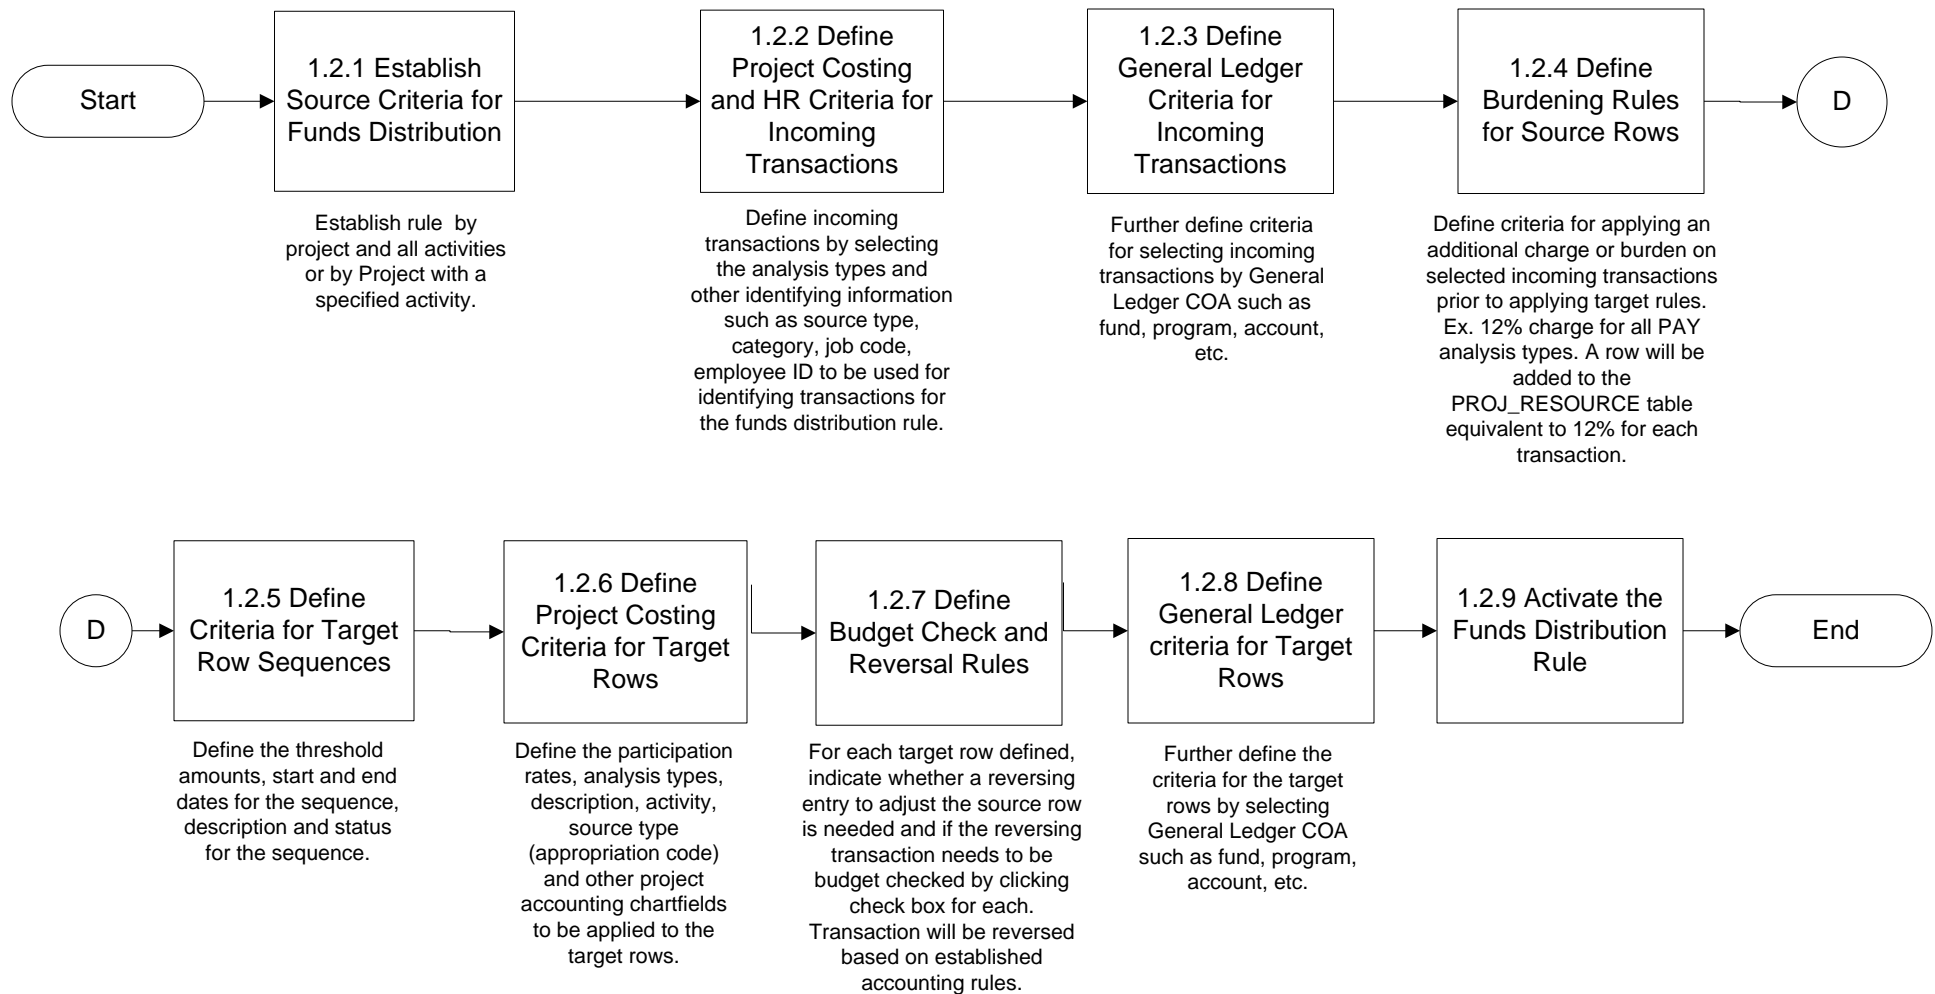 Start
1.2.1 Establish
Source Criteria for
Funds Distribution
1.2.2 Define
Project Costing
and HR Criteria for
Incoming
Transactions
1.2.3 Define
General Ledger
Criteria for
Incoming
Transactions
1.2.4 Define
Burdening Rules
for Source Rows
D
Establish rule by
project and all activities
or by Project with a
specified activity.
Define incoming
transactions by selecting
the analysis types and
other identifying information
such as source type,
category, job code,
employee ID to be used for
identifying transactions for
the funds distribution rule.
Further define criteria
for selecting incoming
transactions by General
Ledger COA such as
fund, program, account,
etc.
Define criteria for applying an
additional charge or burden on
selected incoming transactions
prior to applying target rules.
Ex. 12% charge for all PAY
analysis types. A row will be
added to the
PROJ_RESOURCE table
equivalent to 12% for each
transaction.
D
1.2.5 Define
Criteria for Target
Row Sequences
1.2.6 Define
Project Costing
Criteria for Target
Rows
1.2.7 Define
Budget Check and
Reversal Rules
1.2.8 Define
General Ledger
criteria for Target
Rows
1.2.9 Activate the
Funds Distribution
Rule
End
Define the threshold
amounts, start and end
dates for the sequence,
description and status
for the sequence.
Define the participation
rates, analysis types,
description, activity,
source type
(appropriation code)
and other project
accounting chartfields
to be applied to the
target rows.
For each target row defined,
indicate whether a reversing
entry to adjust the source row
is needed and if the reversing
transaction needs to be
budget checked by clicking
check box for each.
Transaction will be reversed
based on established
accounting rules.
Further define the
criteria for the target
rows by selecting
General Ledger COA
such as fund, program,
account, etc.